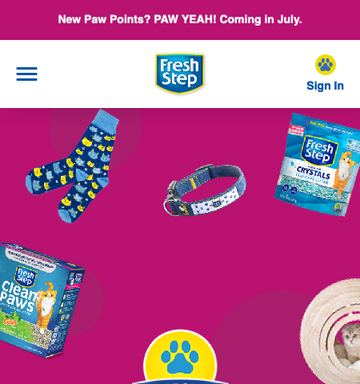 New Paw Points? PAW YEAH! Coming in July.
Fresh
Step
Sign In
Fresh
Step
CRYSTALS
Fresh
Step
Clean
Paws